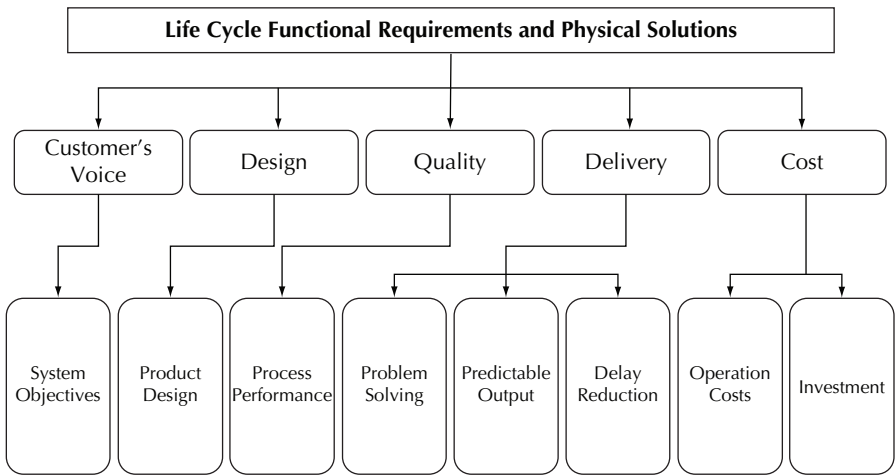 Life Cycle Functional Requirements and Physical Solutions
Customer’s
Voice
Design
Quality
Delivery
Cost
System
Objectives
Product
Design
Process
Performance
Problem
Solving
Predictable
Output
Delay
Reduction
Operation
Costs
Investment